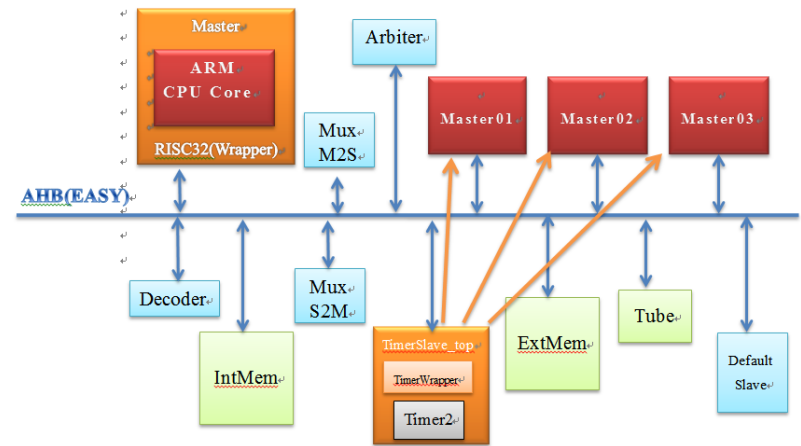 Master
ARM
CPU Core
RISC32(Wrapper)
Mux
M2S
Arbiter
Master01
Master02
Master03
AHB(EASY)
Decoder
IntMem
Mux
S2M
TimerSlave_top
TimerWrapper
Timer2
ExtMem
Tube
Default
Slave